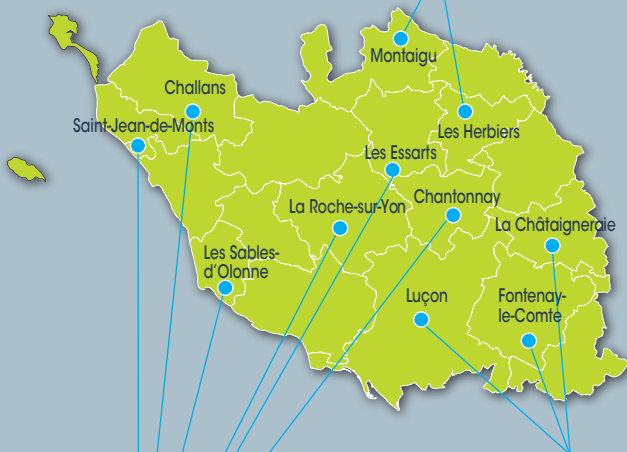 Montaigu
Challans
Saint-Jean-de-Monts
Les Herbiers
Les Essarts
La Roche-sur-Yon
Chantonnay
La Châtaigneraie
Les Sables-
d'Olonne
Luçon
Fontenay-
le-Comte